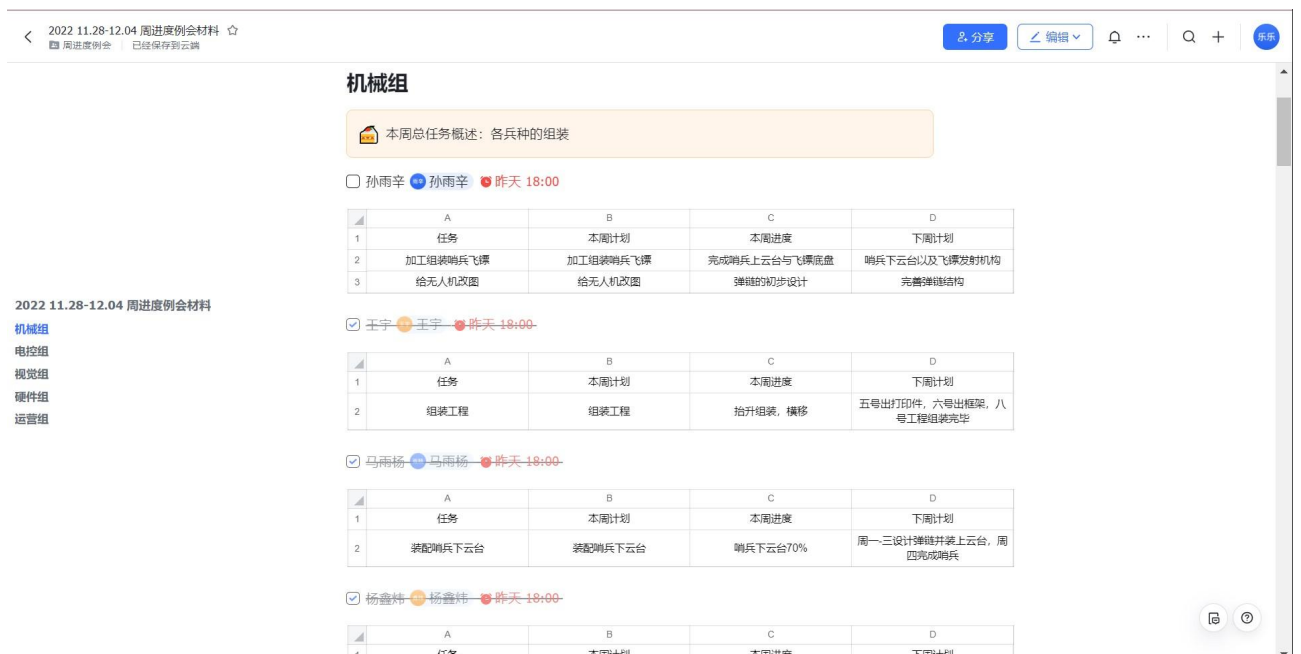 2022 11.28-12.04 周进度例会材料
周进度例会 已经保存到云端
分享 编辑 乐乐
机械组
本周总任务概述：各兵种的组装
孙雨辛 孙雨辛 昨天 18:00
A B C D
1 任务 本周计划 本周进度 下周计划
2 加工组装哨兵飞镖 加工组装哨兵飞镖 完成哨兵上云台与飞镖底盘 哨兵下云台以及飞镖发射机构
3 给无人机改图 给无人机改图 弹链的初步设计 完善弹链结构
2022 11.28-12.04 周进度例会材料
机械组
电控组
视觉组
硬件组
运营组
王宇 王宇 昨天 18:00
A B C D
1 任务 本周计划 本周进度 下周计划
2 组装工程 组装工程 抬升组装，横移 五号出打印件，六号出框架，八
号工程组装完毕
马雨杨 马雨杨 昨天 18:00
A B C D
1 任务 本周计划 本周进度 下周计划
2 装配哨兵下云台 装配哨兵下云台 哨兵下云台70% 周一-三设计弹链并装上云台，周
四完成哨兵
杨鑫炜 杨鑫炜 昨天 18:00
A B C D
1 任务 本周计划 本周进度 下周计划